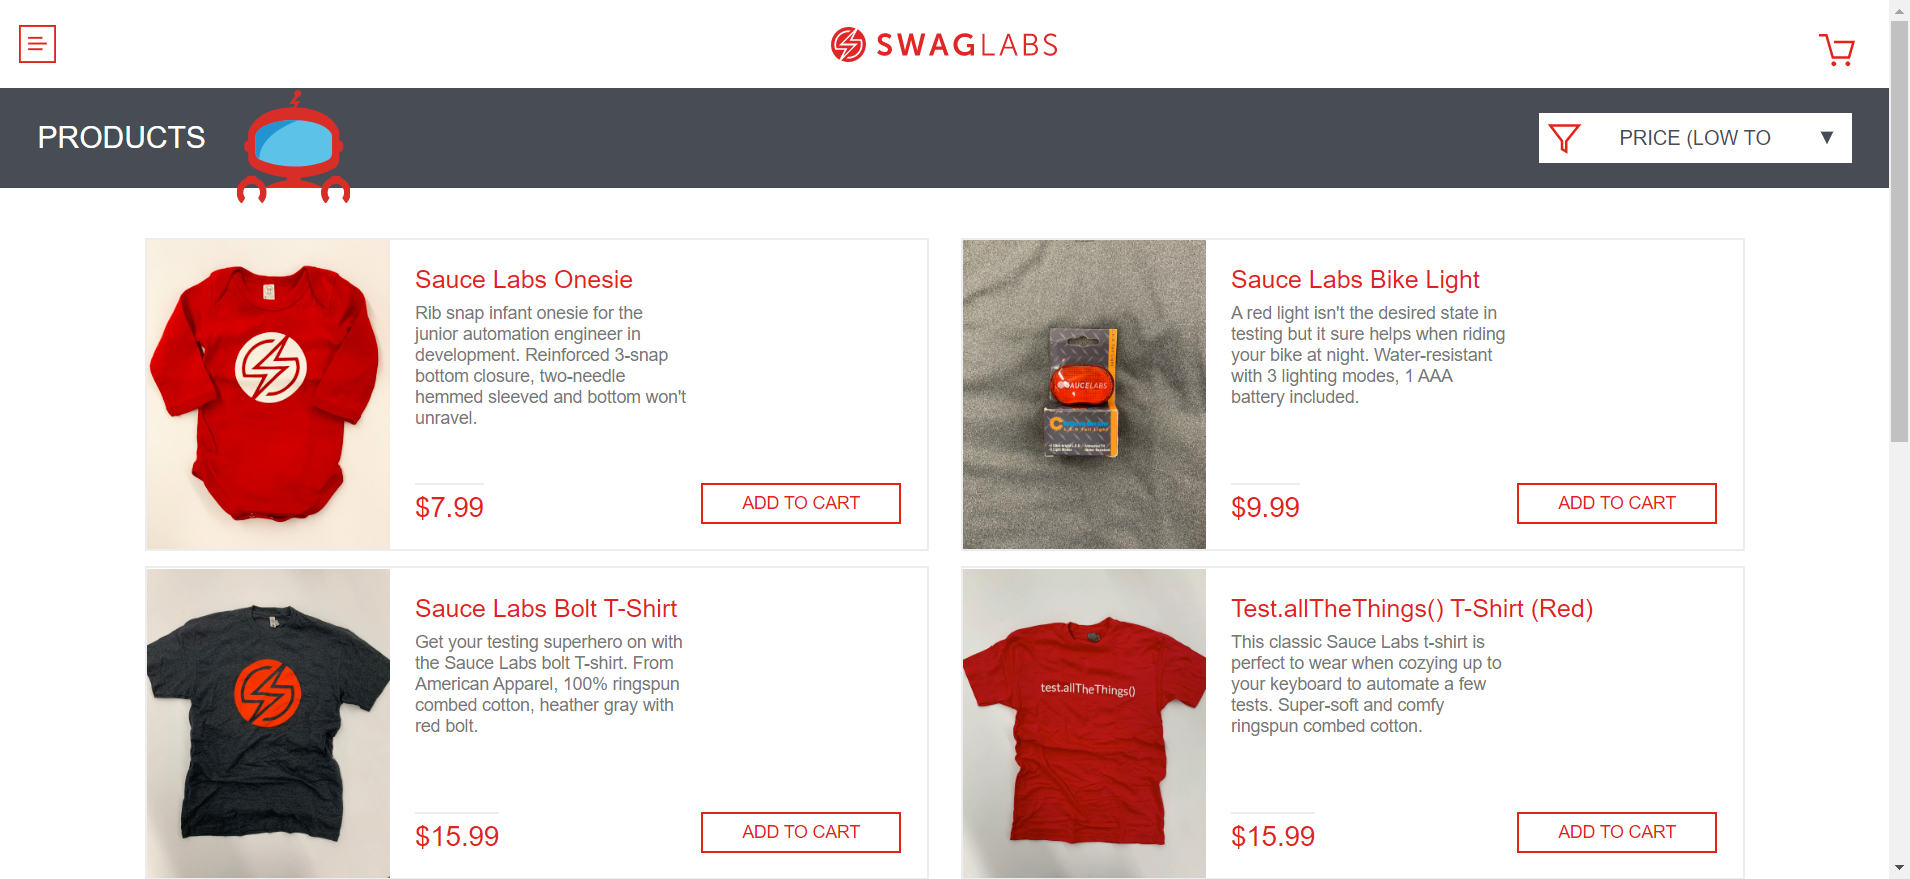 SWAGLABS
PRODUCTS
PRICE (LOW TO
Sauce Labs Onesie
Rib snap infant onesie for the
junior automation engineer in
development. Reinforced 3-snap
bottom closure, two-needle
hemmed sleeved and bottom won't
unravel.
$7.99
ADD TO CART
SAUCELABS
Sauce Labs Bike Light
A red light isn't the desired state in
testing but it sure helps when riding
your bike at night. Water-resistant
with 3 lighting modes, 1 AAA
battery included.
$9.99
ADD TO CART
Sauce Labs Bolt T-Shirt
Get your testing superhero on with
the Sauce Labs bolt T-shirt. From
American Apparel, 100% ringspun
combed cotton, heather gray with
red bolt.
$15.99
ADD TO CART
test.allTheThings()
Test.allTheThings() T-Shirt (Red)
This classic Sauce Labs t-shirt is
perfect to wear when cozying up to
your keyboard to automate a few
tests. Super-soft and comfy
ringspun combed cotton.
$15.99
ADD TO CART